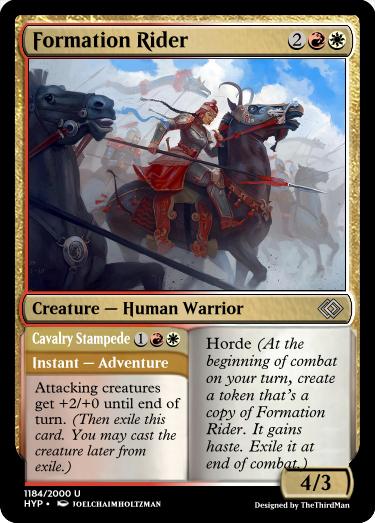 Formation Rider 2
Creature — Human Warrior
Cavalry Stampede 1
Instant — Adventure
Attacking creatures
get +2/+0 until end of
turn. (Then exile this
card. You may cast the
creature later from
exile.)
Horde (At the
beginning of combat
on your turn, create
a token that's a
copy of Formation
Rider. It gains
haste. Exile it at
end of combat.)
4/3
1184/2000 U
HYP • JOELCHAIMHOLTZMAN
Designed by TheThirdMan